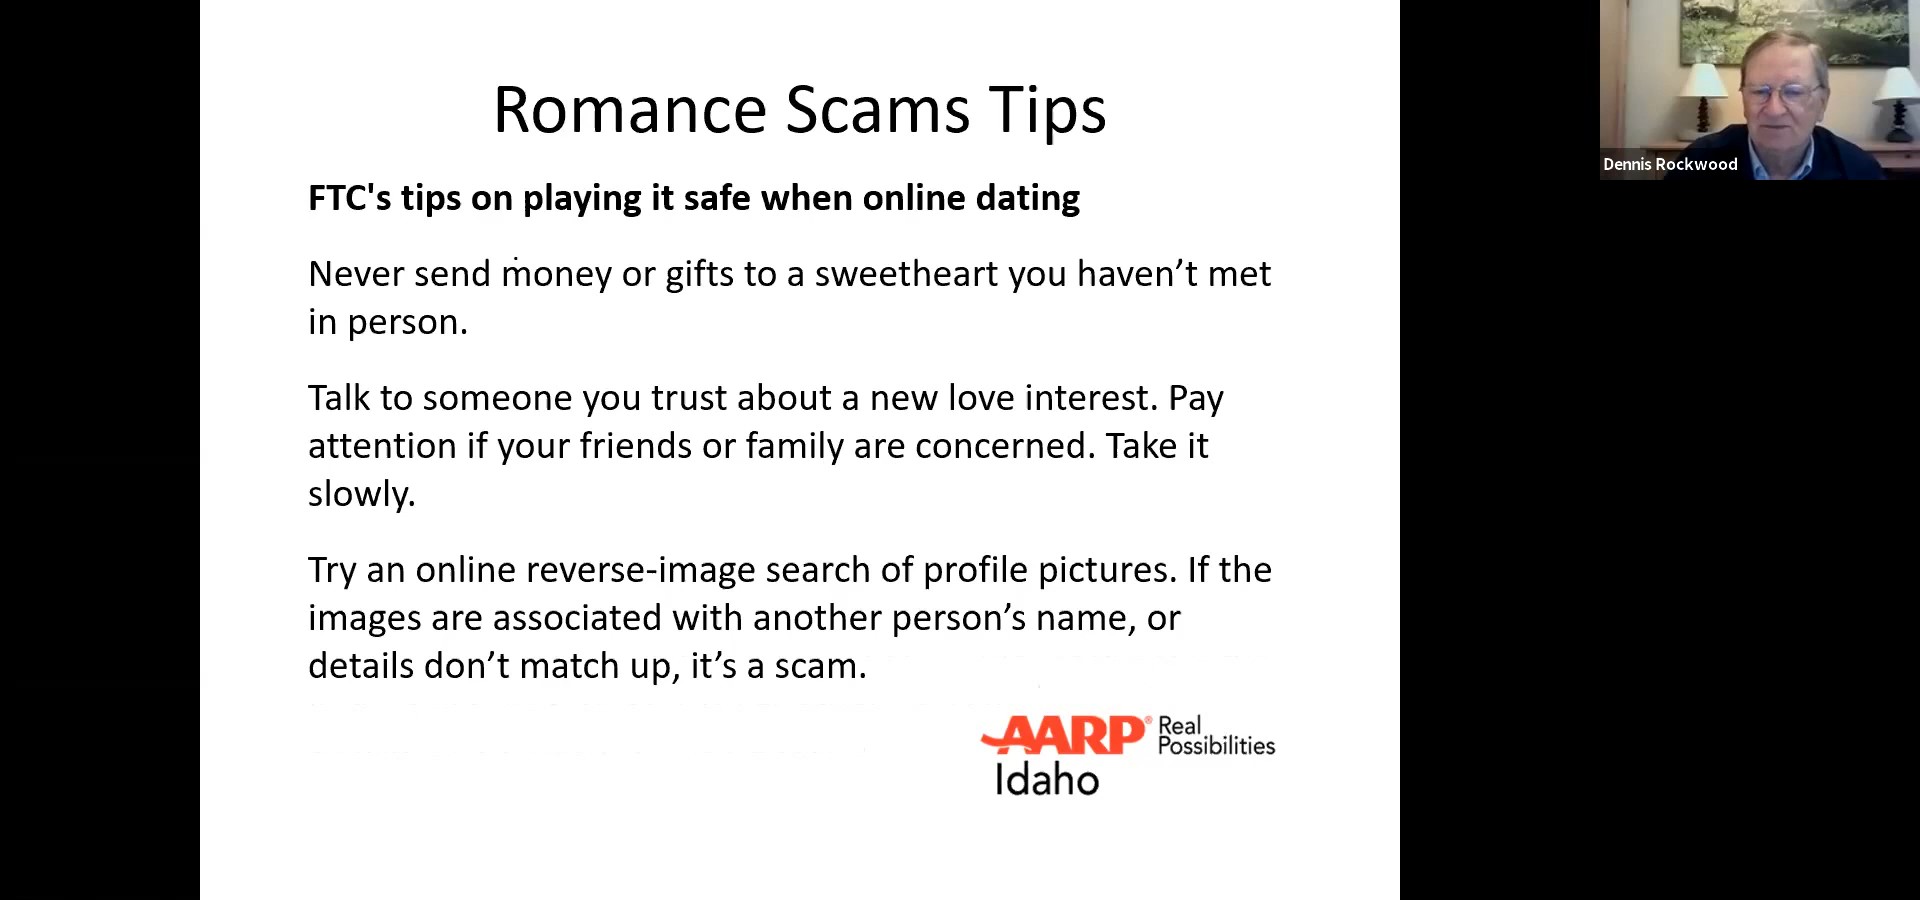 Romance Scams Tips
FTC's tips on playing it safe when online dating
Never send money or gifts to a sweetheart you haven’t met
in person.
Talk to someone you trust about a new love interest. Pay
attention if your friends or family are concerned. Take it
slowly.
Try an online reverse-image search of profile pictures. If the
images are associated with another person’s name, or
details don’t match up, it’s a scam.
AARP® Real
Possibilities
Idaho
Dennis Rockwood